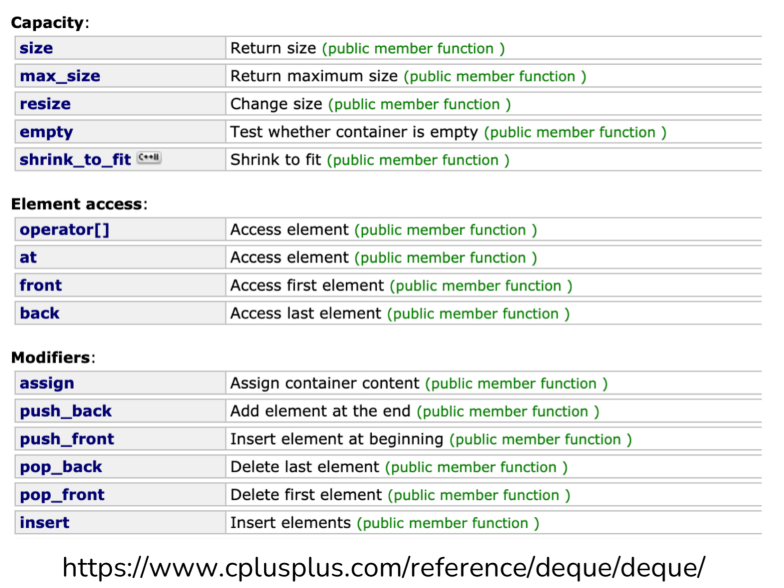 Capacity:
size Return size (public member function )
max_size Return maximum size (public member function )
resize Change size (public member function )
empty Test whether container is empty (public member function )
shrink_to_fit C++11 Shrink to fit (public member function )
Element access:
operator[] Access element (public member function )
at Access element (public member function )
front Access first element (public member function )
back Access last element (public member function )
Modifiers:
assign Assign container content (public member function )
push_back Add element at the end (public member function )
push_front Insert element at beginning (public member function )
pop_back Delete last element (public member function )
pop_front Delete first element (public member function )
insert Insert elements (public member function )
https://www.cplusplus.com/reference/deque/deque/